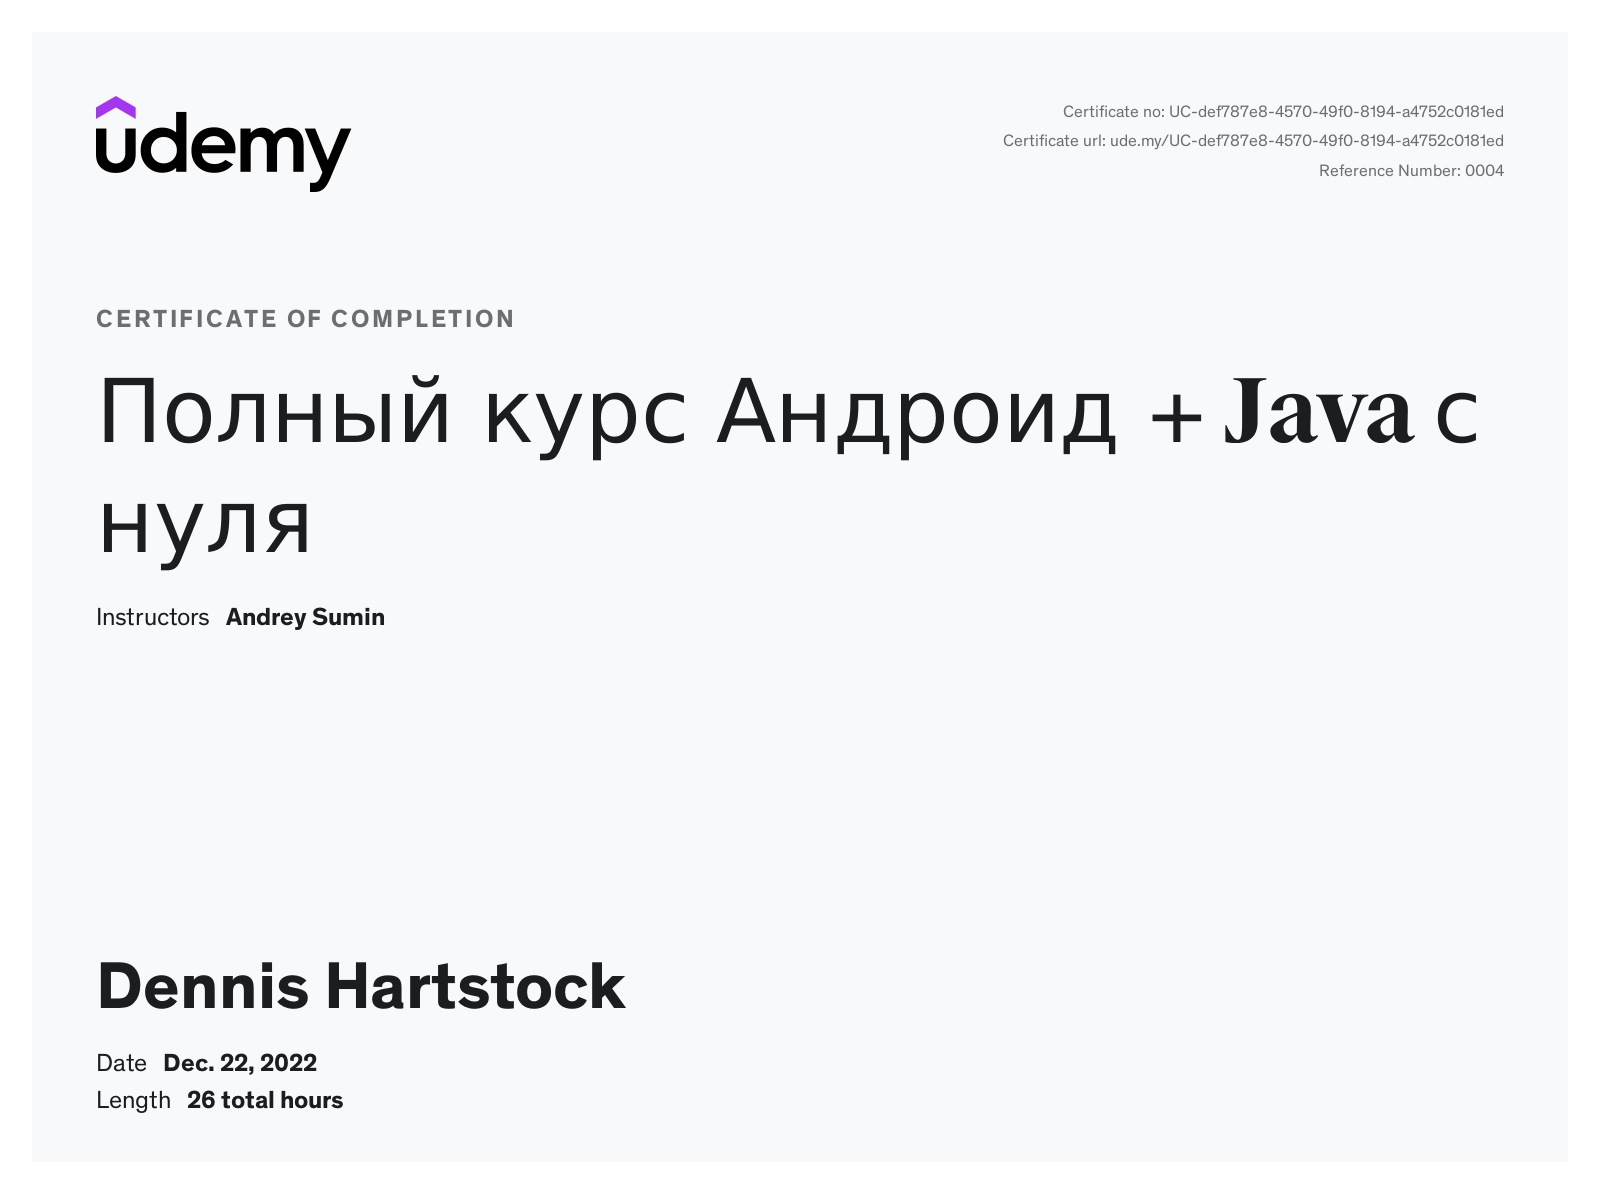 udemy
Certificate no: UC-def787e8-4570-49f0-8194-a4752c0181ed
Certificate url: ude.my/UC-def787e8-4570-49f0-8194-a4752c0181ed
Reference Number: 0004
CERTIFICATE OF COMPLETION
Полный курс Андроид + Java с
нуля
Instructors Andrey Sumin
Dennis Hartstock
Date Dec. 22, 2022
Length 26 total hours